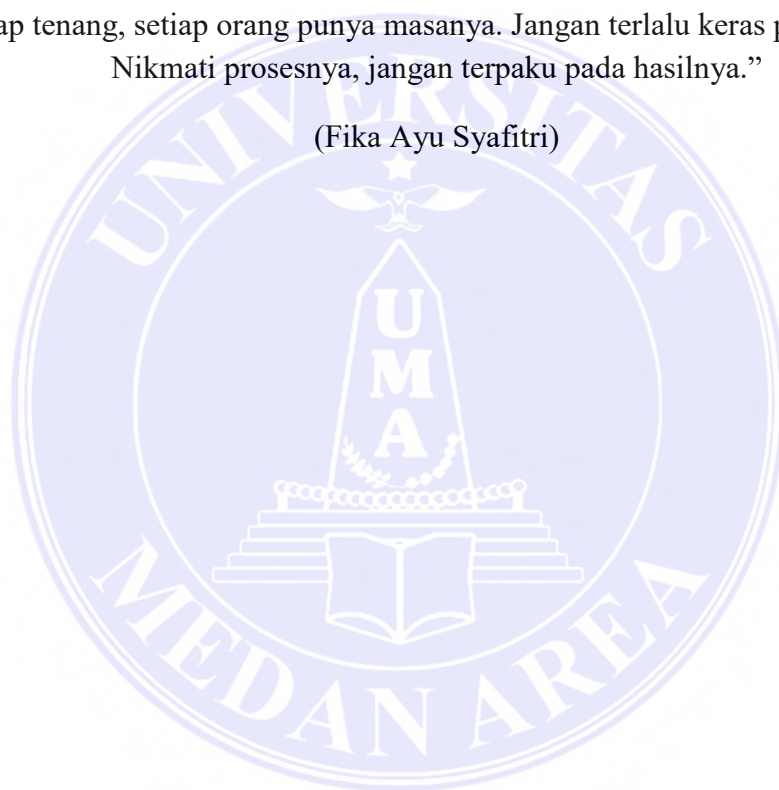 ap tenang, setiap orang punya masanya. Jangan terlalu keras p
Nikmati prosesnya, jangan terpaku pada hasilnya.”
(Fika Ayu Syafitri)
UNIVERSITAS
U
M
A
MEDAN AREA